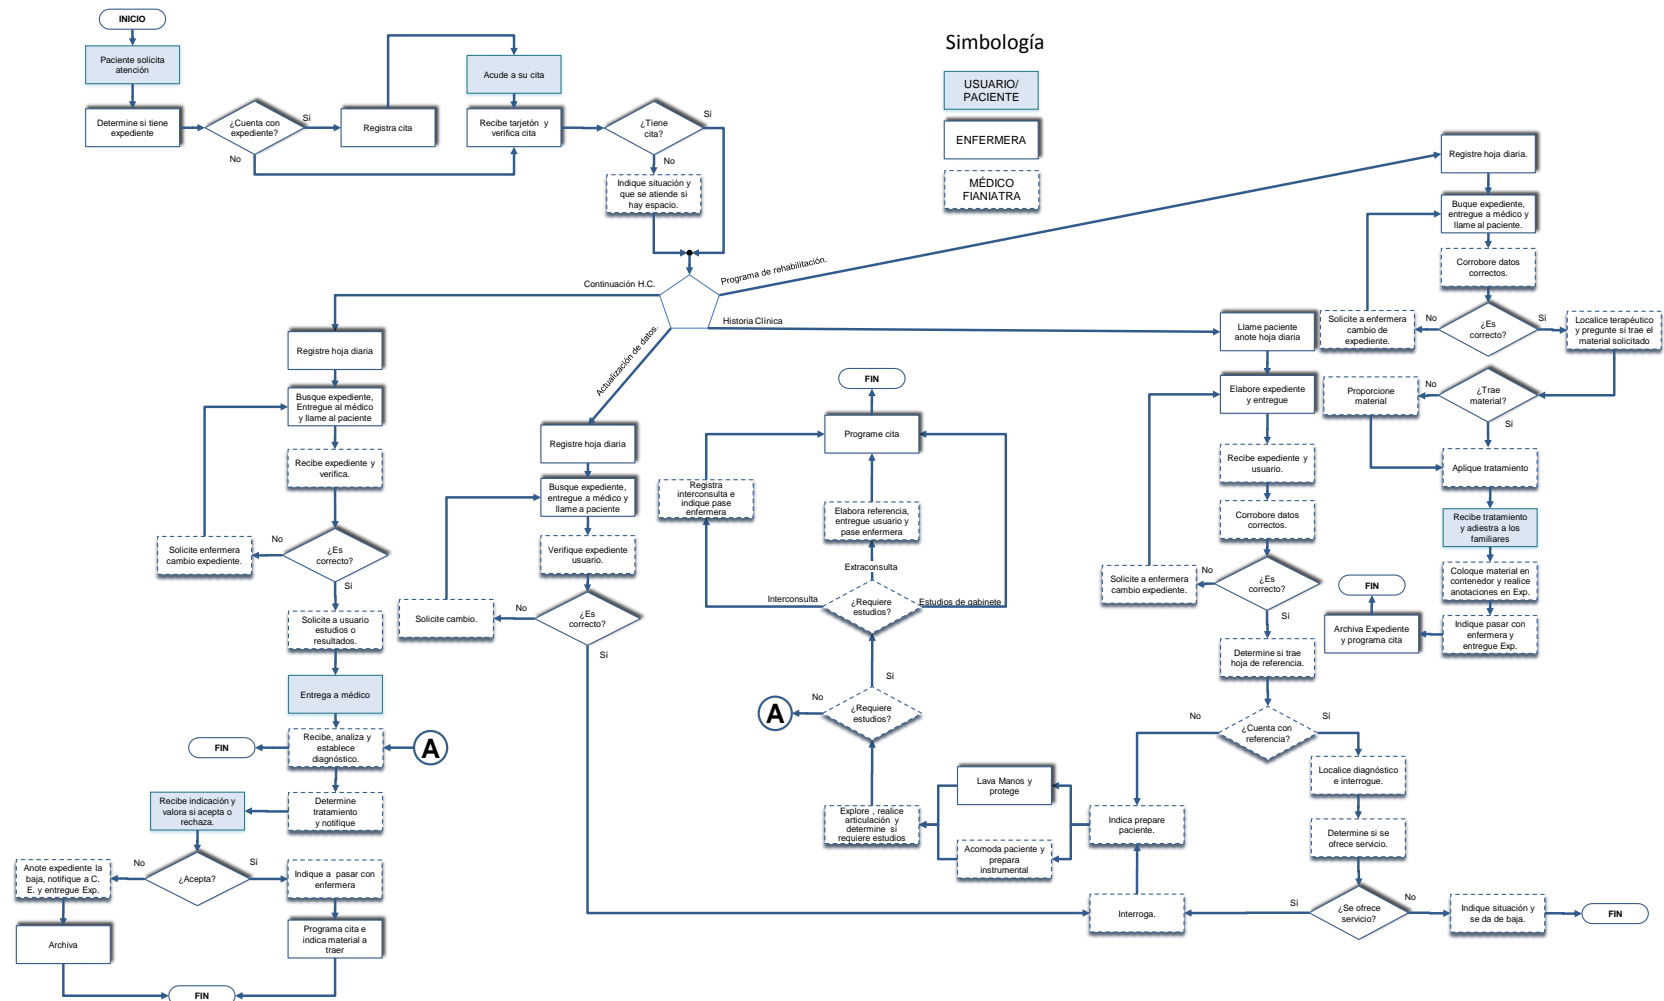 INICIO
Paciente solicita
atención
Determine si tiene
expediente
¿Cuenta con
expediente?
Sí
No
Registra cita
Acude a su cita
Recibe tarjetón y
verifica cita
¿Tiene
cita?
Sí
No
Indique situación y
que se atiende si
hay espacio.
Simbología
USUARIO/
PACIENTE
ENFERMERA
MÉDICO
FIANIATRA
Continuación H.C.
Actualización de datos.
Historia Clínica
Programa de rehabilitación.
Registre hoja diaria
Busque expediente,
Entregue al médico
y llame al paciente
Recibe expediente y
verifica.
¿Es
correcto?
No
Solicite enfermera
cambio expediente.
Sí
Solicite a usuario
estudios o
resultados.
Entrega a médico
Recibe, analiza y
establece
diagnóstico.
FIN
A
Determine
tratamiento
y notifique
Recibe indicación y
valora si acepta o
rechaza.
¿Acepta?
No
Sí
Anote expediente la
baja, notifique a C.
E. y entregue Exp.
Archiva
Indique a pasar con
enfermera
Programa cita e
indica material a
traer
FIN
Registre hoja diaria
Busque expediente,
entregue a médico y
llame a paciente
Verifique expediente
usuario.
¿Es
correcto?
No
Solicite cambio.
Sí
FIN
Programe cita
Registra
interconsulta e
indique pase
enfermera
Elabora referencia,
entregue usuario y
pase enfermera
Extraconsulta
Interconsulta
¿Requiere
estudios?
Estudios de gabinete
Sí
¿Requiere
estudios?
No
A
Explore , realice
articulación y
determine si
requiere estudios
Lava Manos y
protege
Acomoda paciente y
prepara
instrumental
Indica prepare
paciente.
Interroga.
Llame paciente
anote hoja diaria
Elabore expediente
y entregue
Recibe expediente y
usuario.
Corrobore datos
correctos.
¿Es
correcto?
No
Solicite a enfermera
cambio expediente.
Sí
Determine si trae
hoja de referencia.
¿Cuenta con
referencia?
No
Sí
Localice diagnóstico
e interrogue.
Determine si se
ofrece servicio.
¿Se ofrece
servicio?
Sí
No
Indique situación y
se da de baja.
FIN
Registre hoja diaria.
Buque expediente,
entregue a médico y
llame al paciente.
Corrobore datos
correctos.
¿Es
correcto?
No
Solicite a enfermera
cambio de
expediente.
Sí
Localice terapéutico
y pregunte si trae el
material solicitado
¿Trae
material?
No
Proporcione
material
Sí
Aplique tratamiento
Recibe tratamiento
y adiestra a los
familiares
Coloque material en
contenedor y realice
anotaciones en Exp.
Indique pasar con
enfermera y
entregue Exp.
Archiva Expediente
y programa cita
FIN